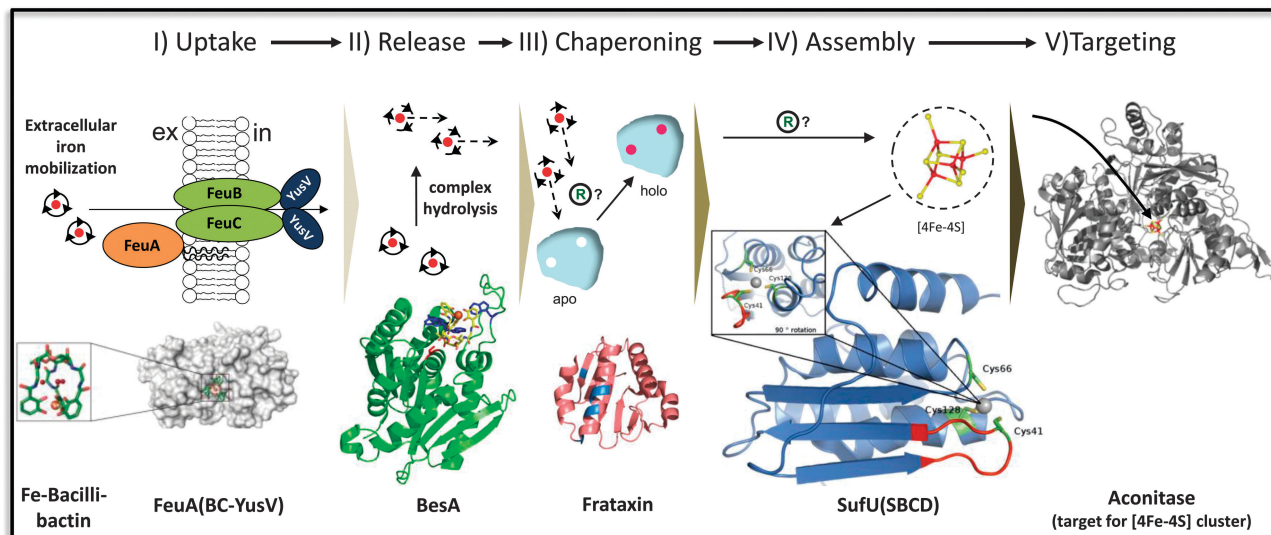 I) Uptake
II) Release
III) Chaperoning
IV) Assembly
V)Targeting
Extracellular
iron
mobilization
ex
in
FeuB
FeuC
FeuA
YusV
YusV
complex
hydrolysis
R ?
holo
apo
R ?
[4Fe-4S]
Cys66
Cys128
Cys41
90 ° rotation
Cys66
Cys128
Cys41
Fe-Bacilli-
bactin
FeuA(BC-YusV)
BesA
Frataxin
SufU(SBCD)
Aconitase
(target for [4Fe-4S] cluster)